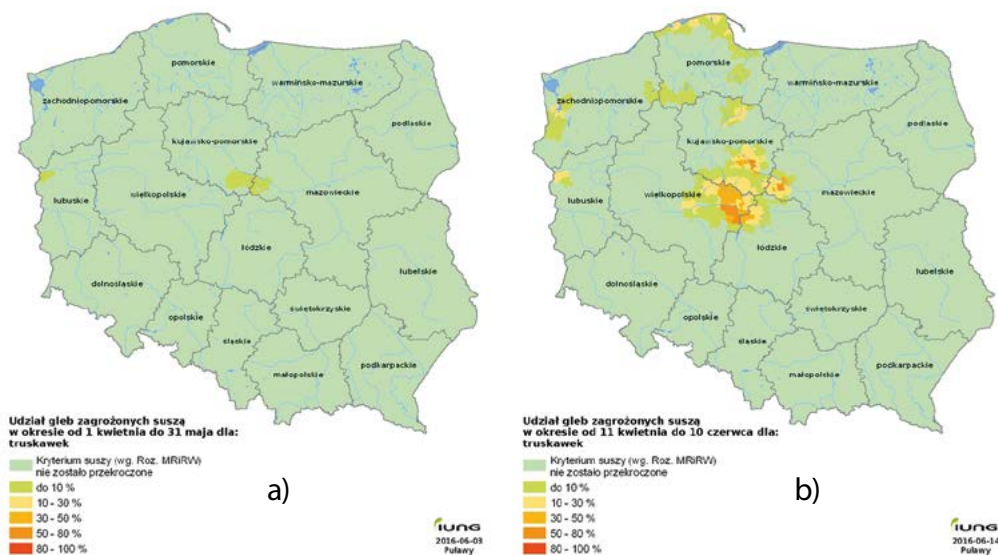 pomorskie
warmińsko-mazurskie
zachodniopomorskie
podlaskie
kujawsko-pomorskie
mazowieckie
wielkopolskie
lubuskie
łódzkie
lubelskie
dolnośląskie
świętokrzyskie
opolskie
śląskie
podkarpackie
małopolskie
Udział gleb zagrożonych suszą
w okresie od 1 kwietnia do 31 maja dla:
truskawek
Kryterium suszy (wg. Roz. MRiRW)
nie zostało przekroczone
do 10 %
10 - 30 %
30 - 50 %
50 - 80 %
80 - 100 %
a)
IUNG
2016-06-03
Puławy
pomorskie
warmińsko-mazurskie
zachodniopomorskie
podlaskie
kujawsko-pomorskie
mazowieckie
wielkopolskie
lubuskie
łódzkie
lubelskie
dolnośląskie
świętokrzyskie
opolskie
śląskie
podkarpackie
małopolskie
Udział gleb zagrożonych suszą
w okresie od 11 kwietnia do 10 czerwca dla:
truskawek
Kryterium suszy (wg. Roz. MRiRW)
nie zostało przekroczone
do 10 %
10 - 30 %
30 - 50 %
50 - 80 %
80 - 100 %
b)
IUNG
2016-06-14
Puławy